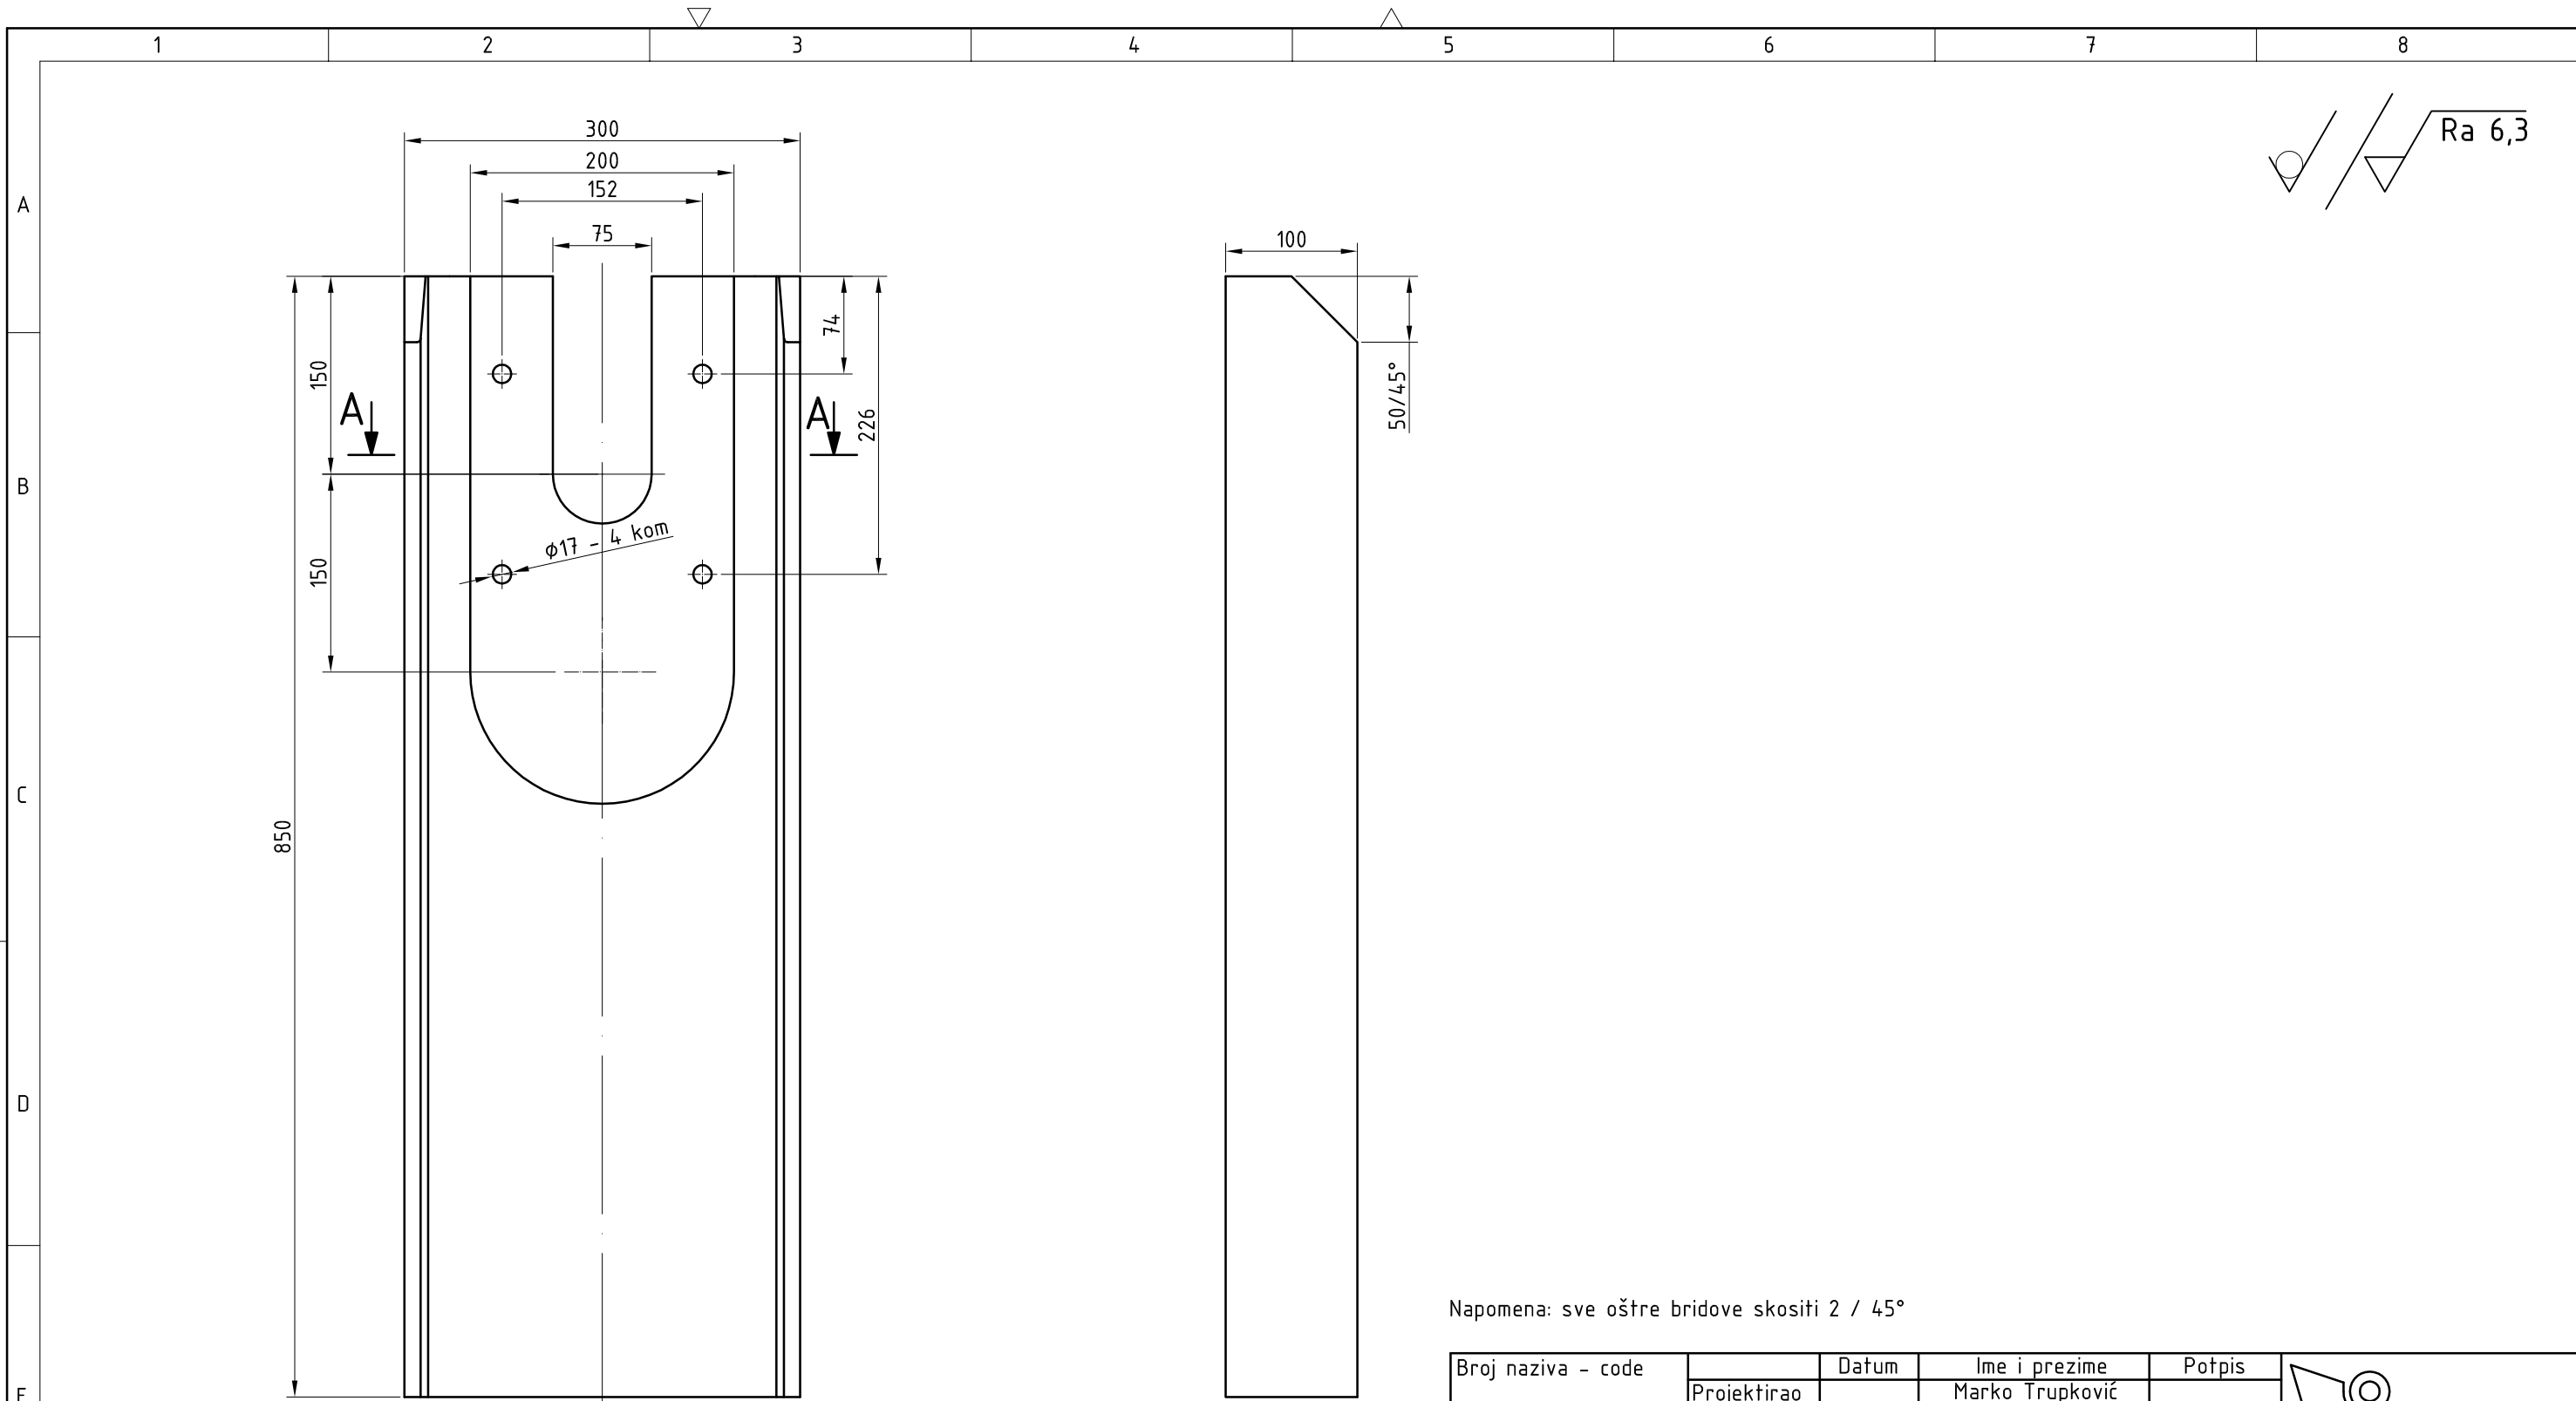 1 2 3 4 5 6 7 8
Ra 6,3
A
B
C
D
300
200
152
75
100
74
150
A A
226
50/45°
150
ϕ17 - 4 kom
850
Napomena: sve oštre bridove skositi 2 / 45°
Broj naziva - code Datum Ime i prezime Potpis
Projektirao Marko Trupković